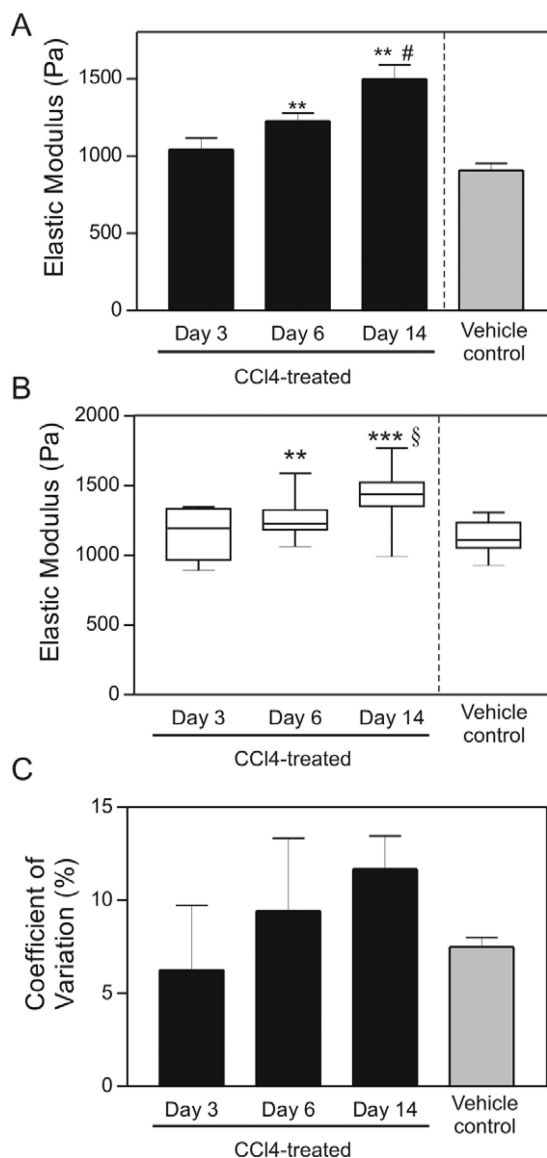 A
Elastic Modulus (Pa)
1500
1000
500
0
**
** #
Day 3 Day 6 Day 14 Vehicle control
CCl4-treated
B
Elastic Modulus (Pa)
2000
1500
1000
500
0
**
*** §
Day 3 Day 6 Day 14 Vehicle control
CCl4-treated
C
Coefficient of
Variation (%)
15
10
5
0
Day 3 Day 6 Day 14 Vehicle control
CCl4-treated